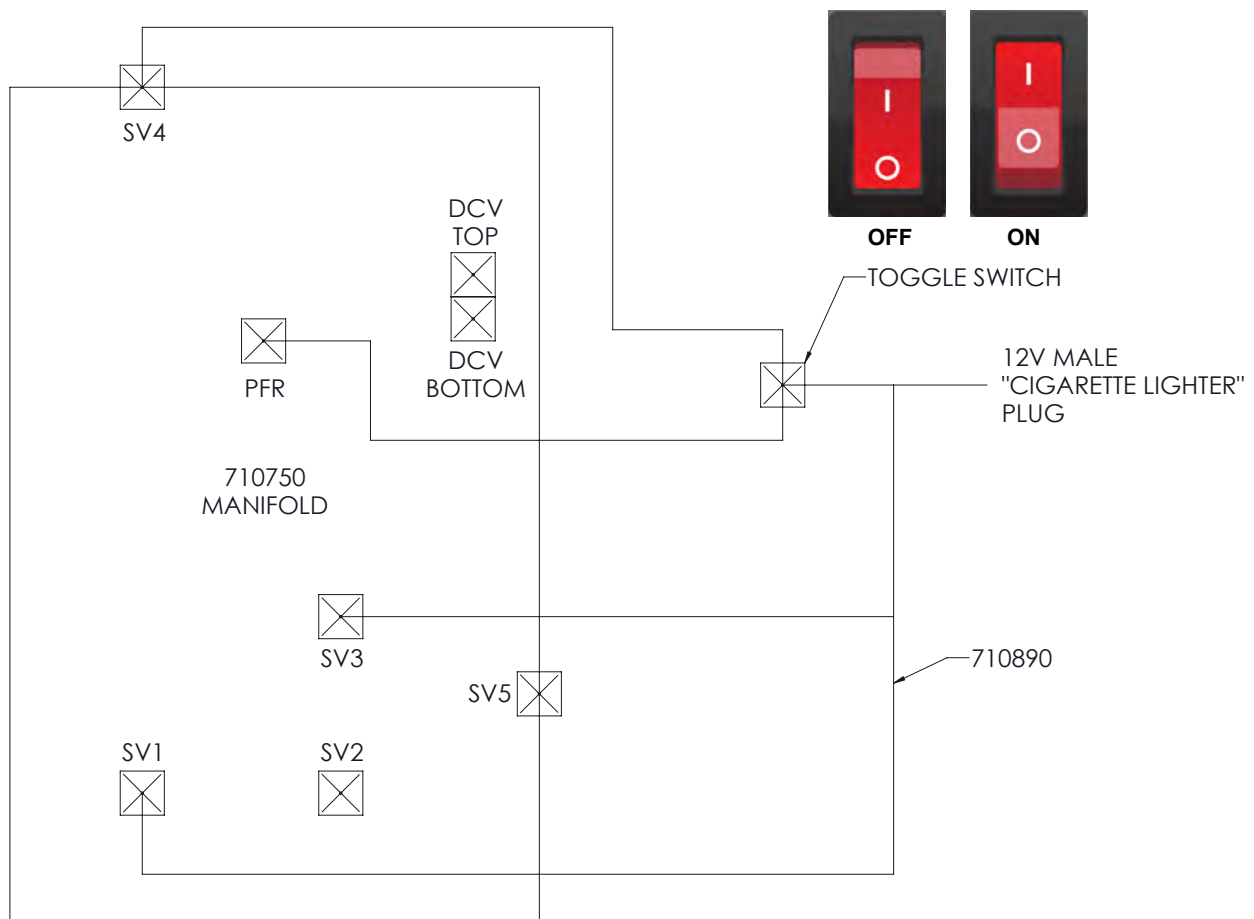 I
O
I
O
OFF
ON
SV4
DCV
TOP
TOGGLE SWITCH
PFR
DCV
BOTTOM
12V MALE
"CIGARETTE LIGHTER"
PLUG
710750
MANIFOLD
SV3
710890
SV5
SV1
SV2